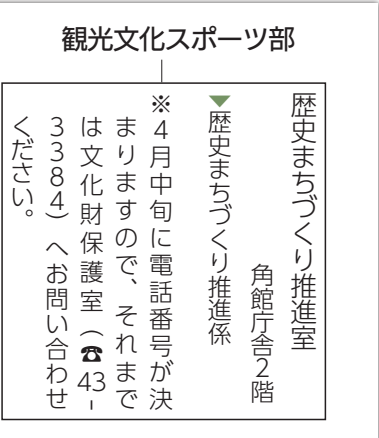 観光文化スポーツ部
歴史まちづくり推進室
角館庁舎2階
▼歴史まちづくり推進係
※4月中旬に電話番号が決
まりますので、それまで
は文化財保護室（☎43-
3384）へお問い合わせ
ください。